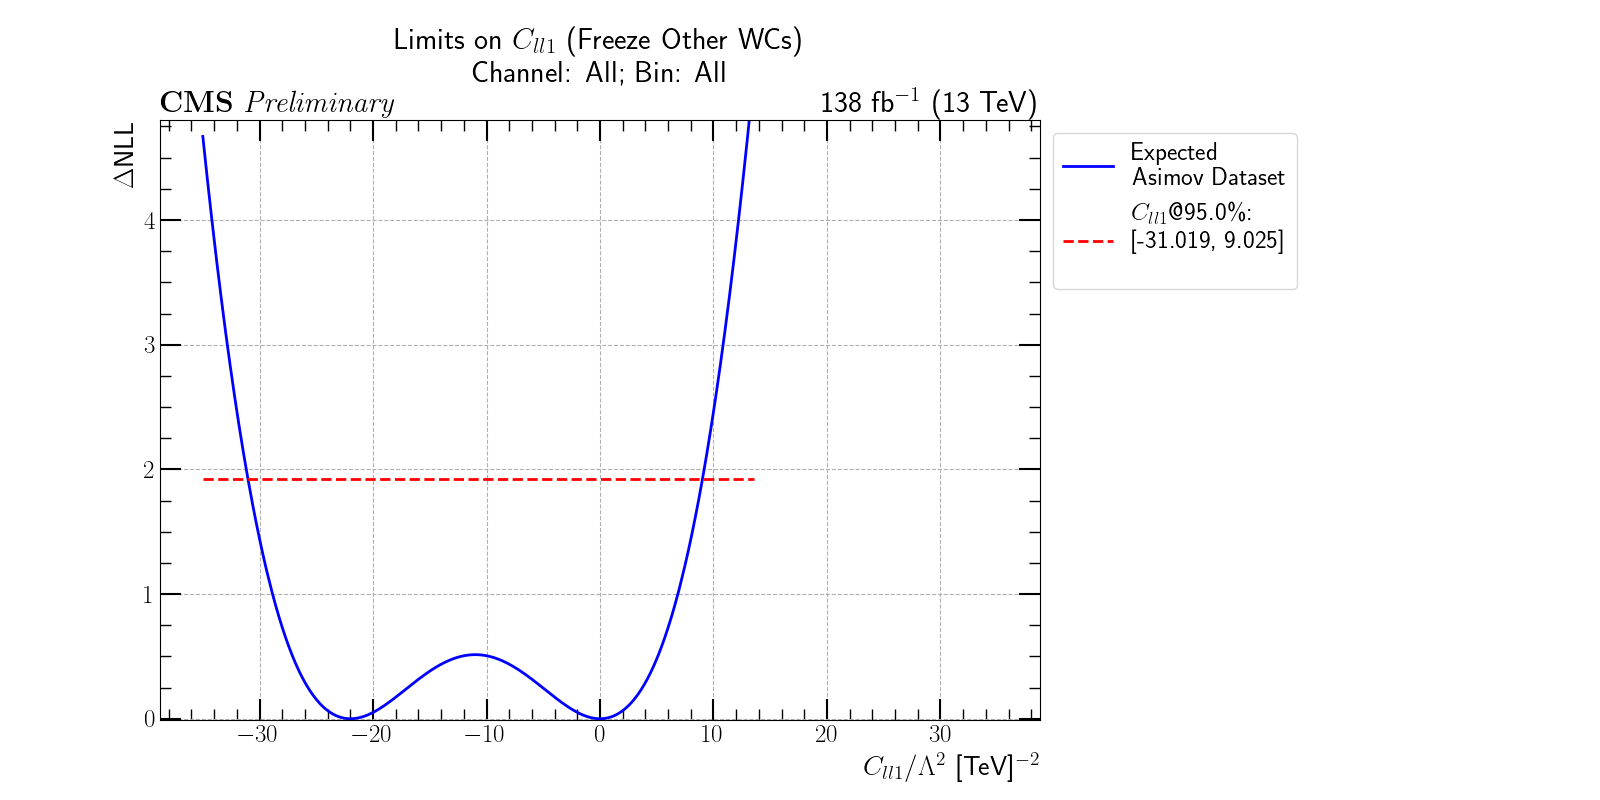 Limits on C_{ll1} (Freeze Other WCs)
Channel: All; Bin: All
CMS Preliminary
138 fb^{-1} (13 TeV)
ΔNLL
4
3
2
1
0
−30 −20 −10 0 10 20 30
C_{ll1}/Λ^2 [TeV]^{-2}
Expected
Asimov Dataset
C_{ll1}@95.0%:
[-31.019, 9.025]